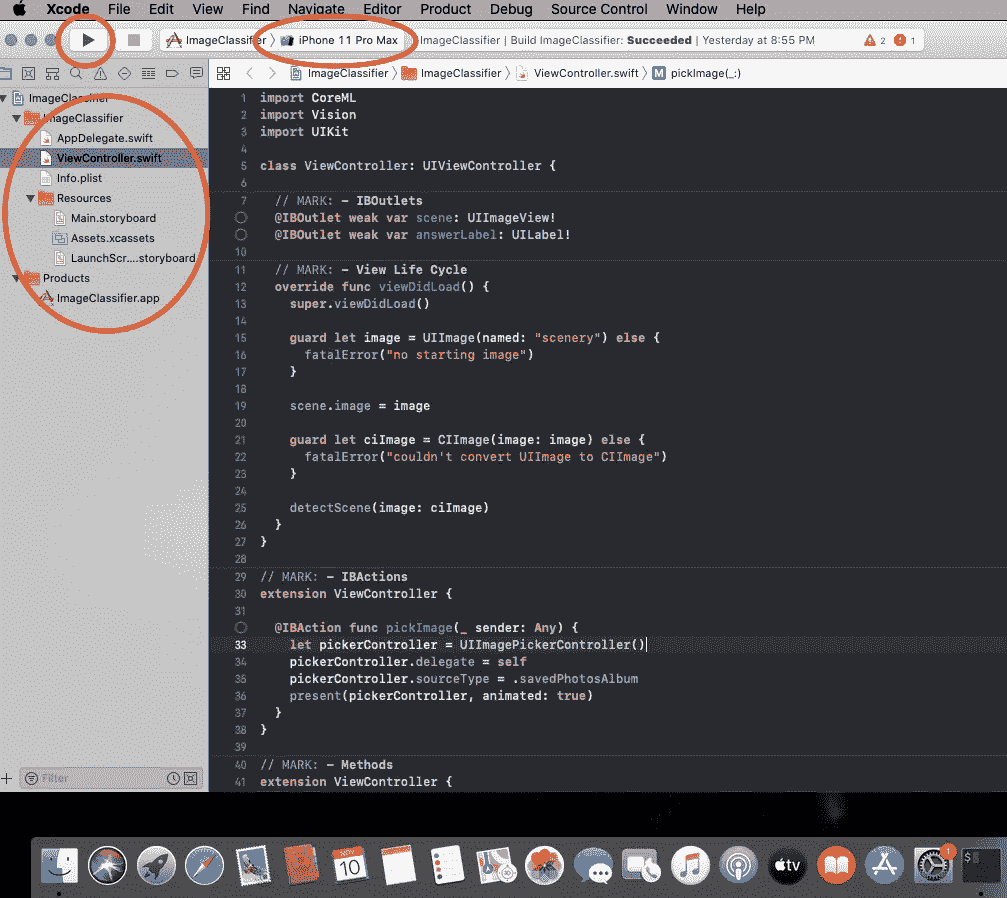 Xcode File Edit View Find Navigate Editor Product Debug Source Control Window Help
ImageClassifier iPhone 11 Pro Max ImageClassifier | Build ImageClassifier: Succeeded | Yesterday at 8:55 PM 2 1
ImageClassifier ImageClassifier ViewController.swift M pickImage(_:)
ImageClassifier
ImageClassifier
AppDelegate.swift
ViewController.swift
Info.plist
Resources
Main.storyboard
Assets.xcassets
LaunchScr....storyboard
Products
ImageClassifier.app
Filter
1 import CoreML
2 import Vision
3 import UIKit
4
5 class ViewController: UIViewController {
6
7 // MARK: - IBOutlets
@IBOutlet weak var scene: UIImageView!
@IBOutlet weak var answerLabel: UILabel!
10
11 // MARK: - View Life Cycle
12 override func viewDidLoad() {
13 super.viewDidLoad()
14
15 guard let image = UIImage(named: "scenery") else {
16 fatalError("no starting image")
17 }
18
19 scene.image = image
20
21 guard let ciImage = CIImage(image: image) else {
22 fatalError("couldn't convert UIImage to CIImage")
23 }
24
25 detectScene(image: ciImage)
26 }
27 }
28
29 // MARK: - IBActions
30 extension ViewController {
31
@IBAction func pickImage(_ sender: Any) {
33 let pickerController = UIImagePickerController()
34 pickerController.delegate = self
35 pickerController.sourceType = .savedPhotosAlbum
36 present(pickerController, animated: true)
37 }
38 }
39
40 // MARK: - Methods
41 extension ViewController {
NOV
10
tv
1
$